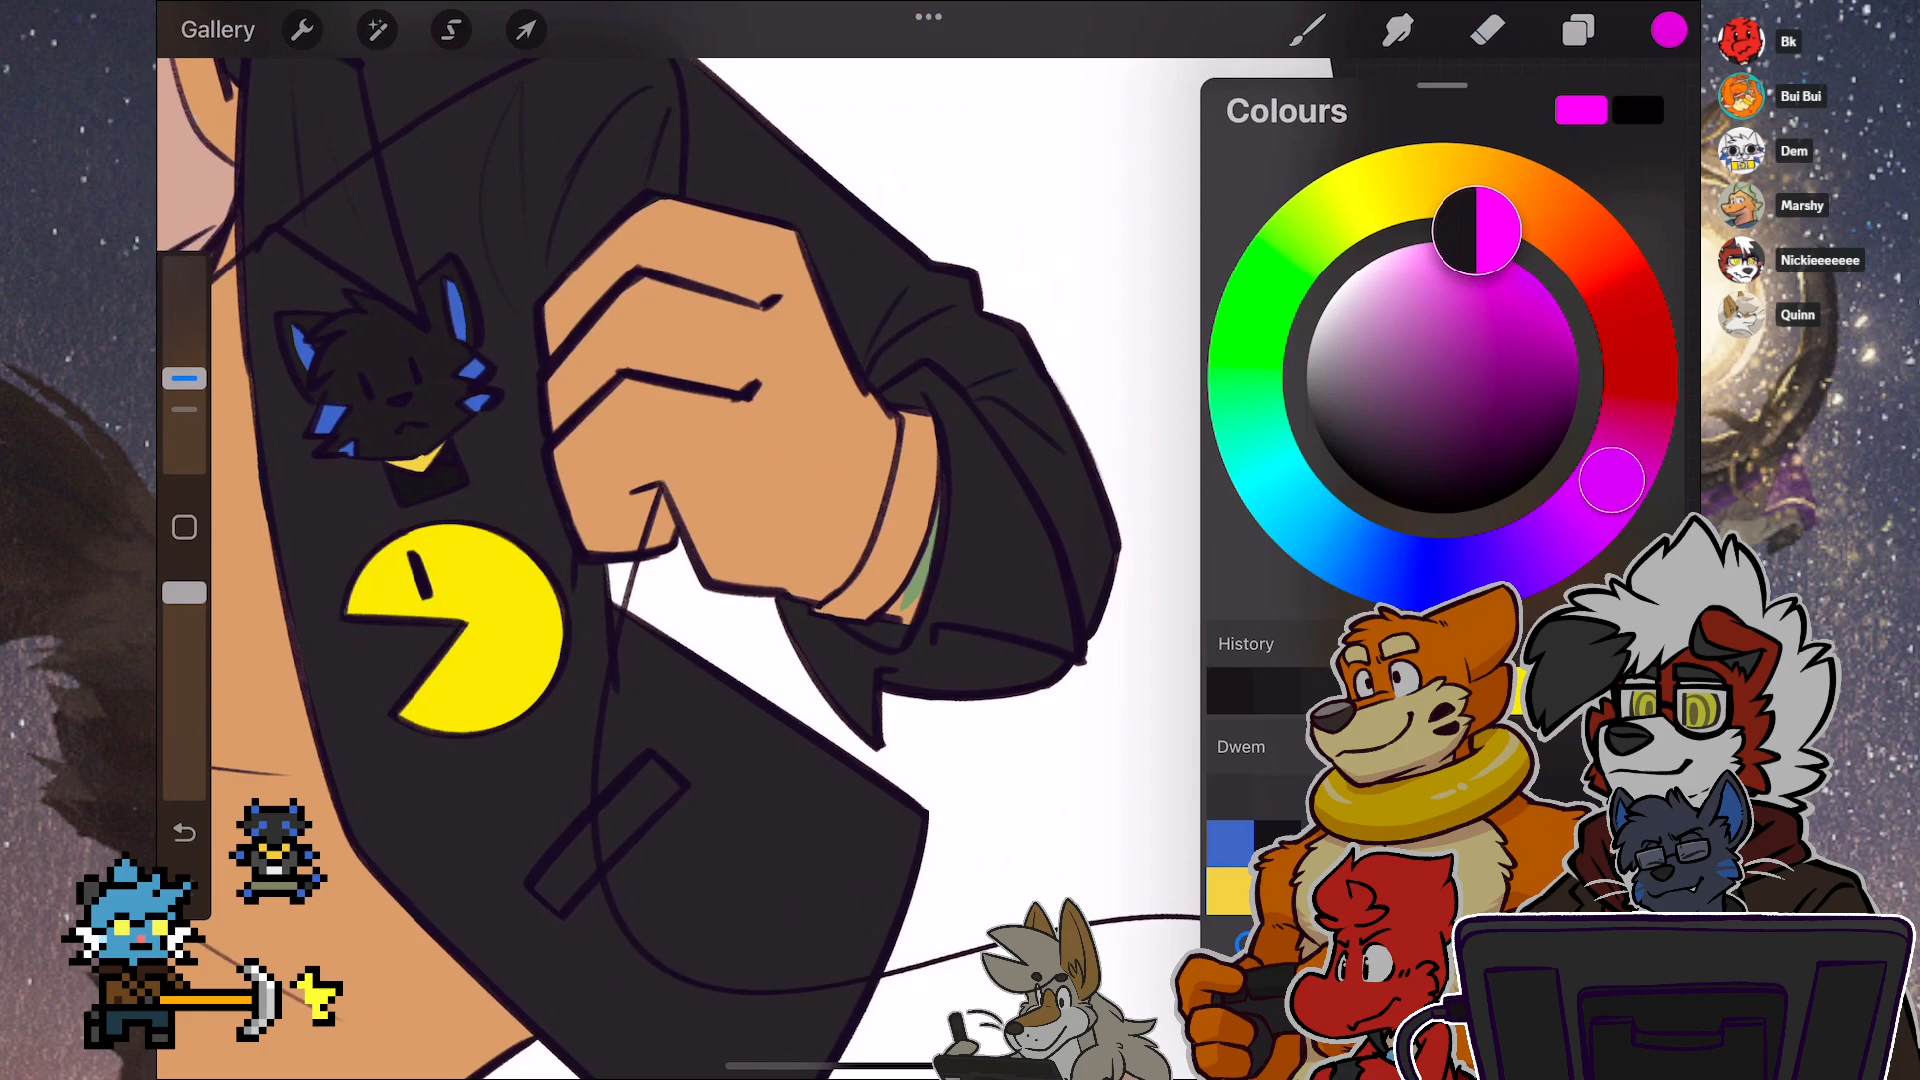 Gallery
Colours
History
Dwem
Bk
Bui Bui
Dem
Marshy
Nickieeeeeee
Quinn